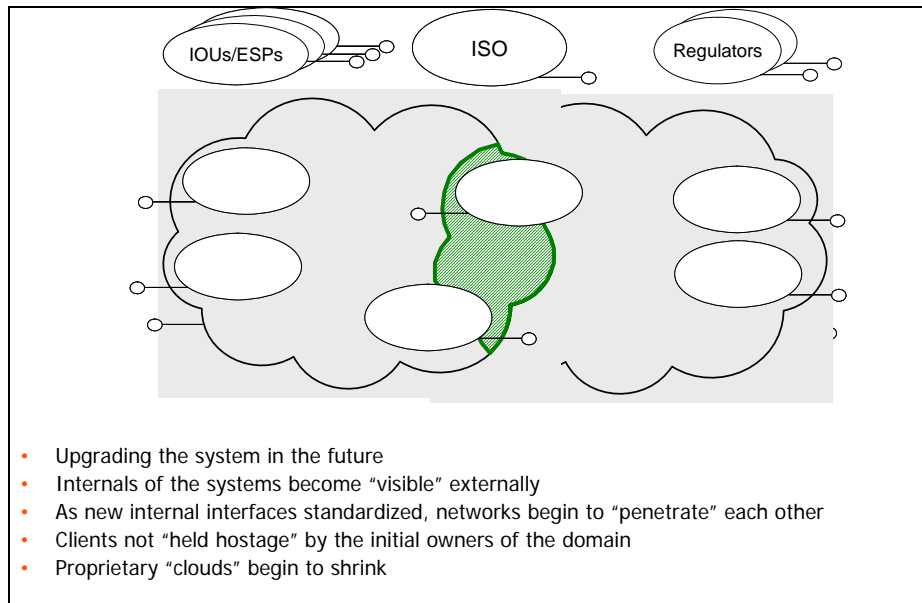 IOUs/ESPs
ISO
Regulators
• Upgrading the system in the future
• Internals of the systems become “visible” externally
• As new internal interfaces standardized, networks begin to “penetrate” each other
• Clients not “held hostage” by the initial owners of the domain
• Proprietary “clouds” begin to shrink